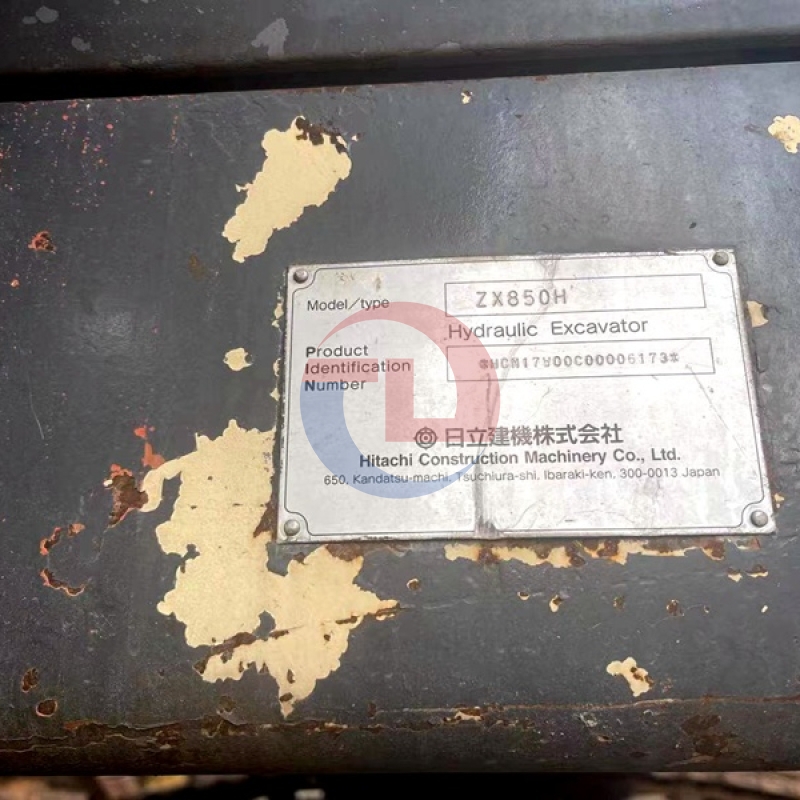 Model/type ZX850H
Hydraulic Excavator
Product
Identification
Number
*HCM17V00C00006173*
日立建機株式会社
Hitachi Construction Machinery Co., Ltd.
650, Kandatsu-machi, Tsuchiura-shi, Ibaraki-ken, 300-0013 Japan